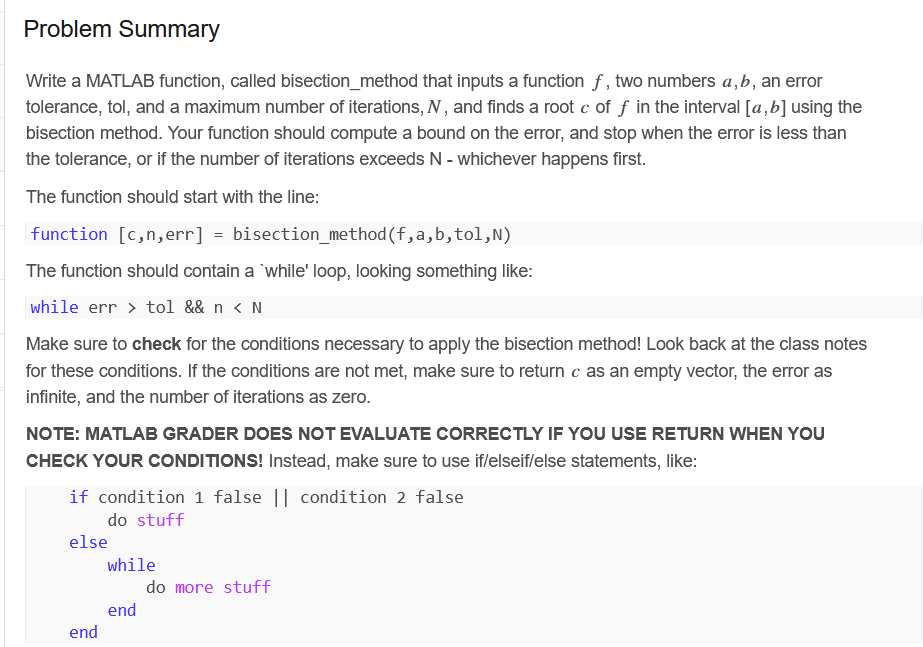 Problem Summary
Write a MATLAB function, called bisection_method that inputs a function f, two numbers a,b, an error
tolerance, tol, and a maximum number of iterations, N, and finds a root c of f in the interval [a,b] using the
bisection method. Your function should compute a bound on the error, and stop when the error is less than
the tolerance, or if the number of iterations exceeds N - whichever happens first.
The function should start with the line:
function [c,n,err] = bisection_method(f,a,b,tol,N)
The function should contain a `while' loop, looking something like:
while err > tol && n < N
Make sure to check for the conditions necessary to apply the bisection method! Look back at the class notes
for these conditions. If the conditions are not met, make sure to return c as an empty vector, the error as
infinite, and the number of iterations as zero.
NOTE: MATLAB GRADER DOES NOT EVALUATE CORRECTLY IF YOU USE RETURN WHEN YOU
CHECK YOUR CONDITIONS! Instead, make sure to use if/elseif/else statements, like:
if condition 1 false || condition 2 false
do stuff
else
while
do more stuff
end
end